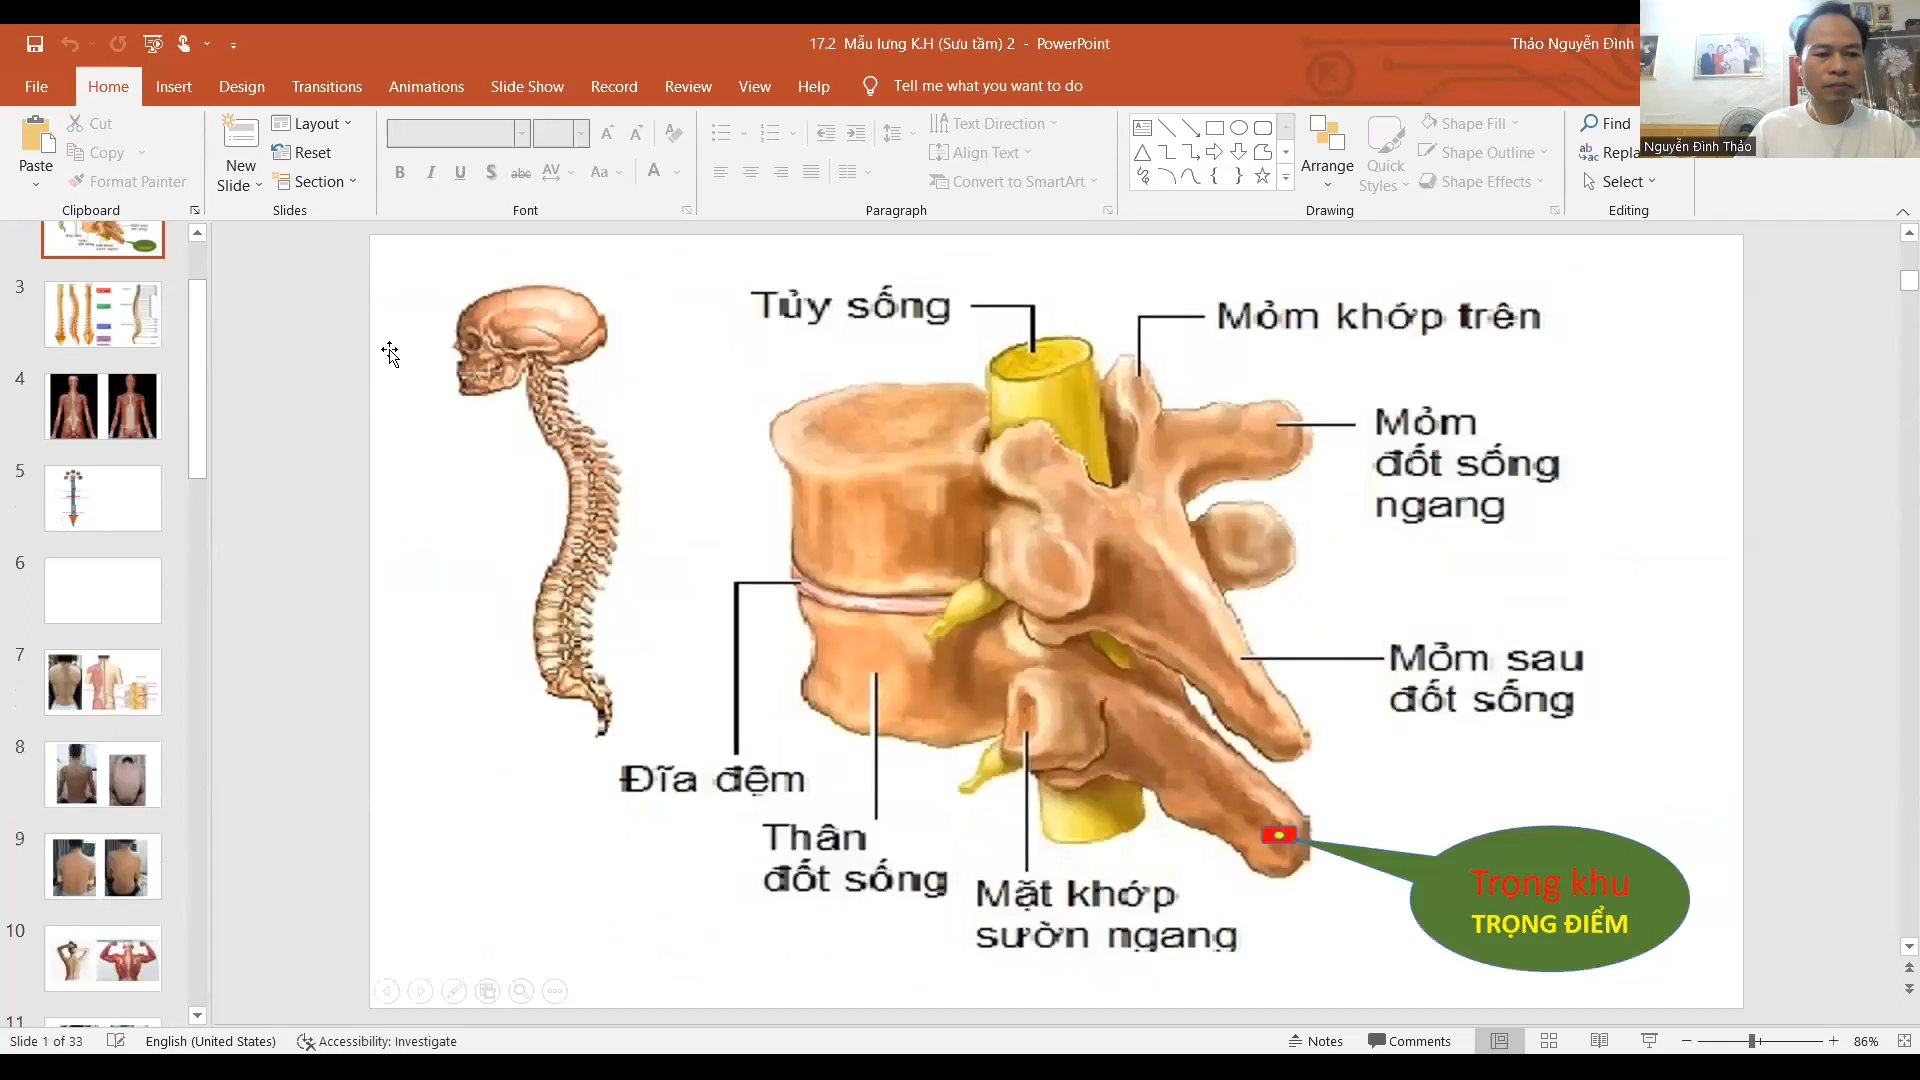 17.2 Mẫu lưng K.H (Sưu tầm) 2 - PowerPoint
Thảo Nguyễn Đình
File Home Insert Design Transitions Animations Slide Show Record Review View Help Tell me what you want to do
Nguyễn Đình Thảo
Paste
Cut
Copy
Format Painter
Clipboard
New Slide
Layout
Reset
Section
Slides
B I U S abc AV Aa A
Font
Text Direction
Align Text
Convert to SmartArt
Paragraph
Arrange
Quick Styles
Shape Fill
Shape Outline
Shape Effects
Drawing
Find
Repla
Select
Editing
3
4
5
6
7
8
9
10
11
Tủy sống
Mỏm khớp trên
Mỏm
đốt sống
ngang
Mỏm sau
đốt sống
Đĩa đệm
Thân
đốt sống
Mặt khớp
sườn ngang
Trọng khu
TRỌNG ĐIỂM
Slide 1 of 33
English (United States)
Accessibility: Investigate
Notes
Comments
86%